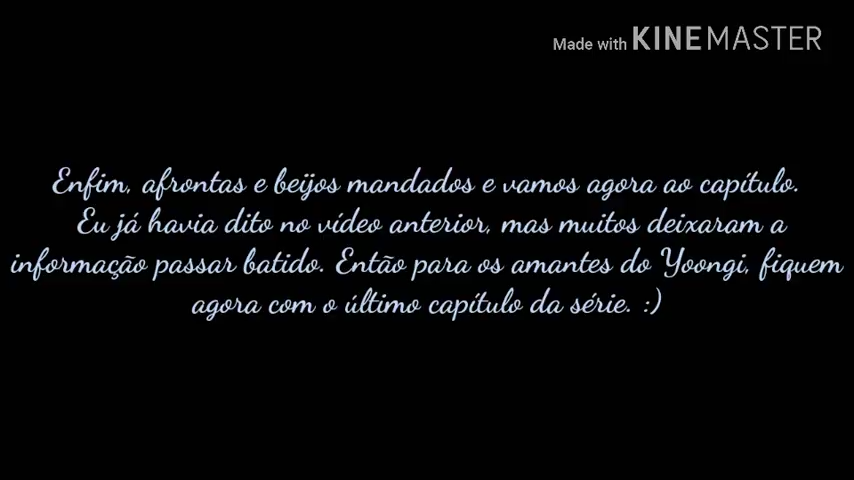 Made with KINEMASTER
Enfim, afrontas e beijos mandados e vamos agora ao capítulo.
Eu já havia dito no vídeo anterior, mas muitos deixaram a
informação passar batido. Então para os amantes do Yoongi, fiquem
agora com o último capítulo da série. :)